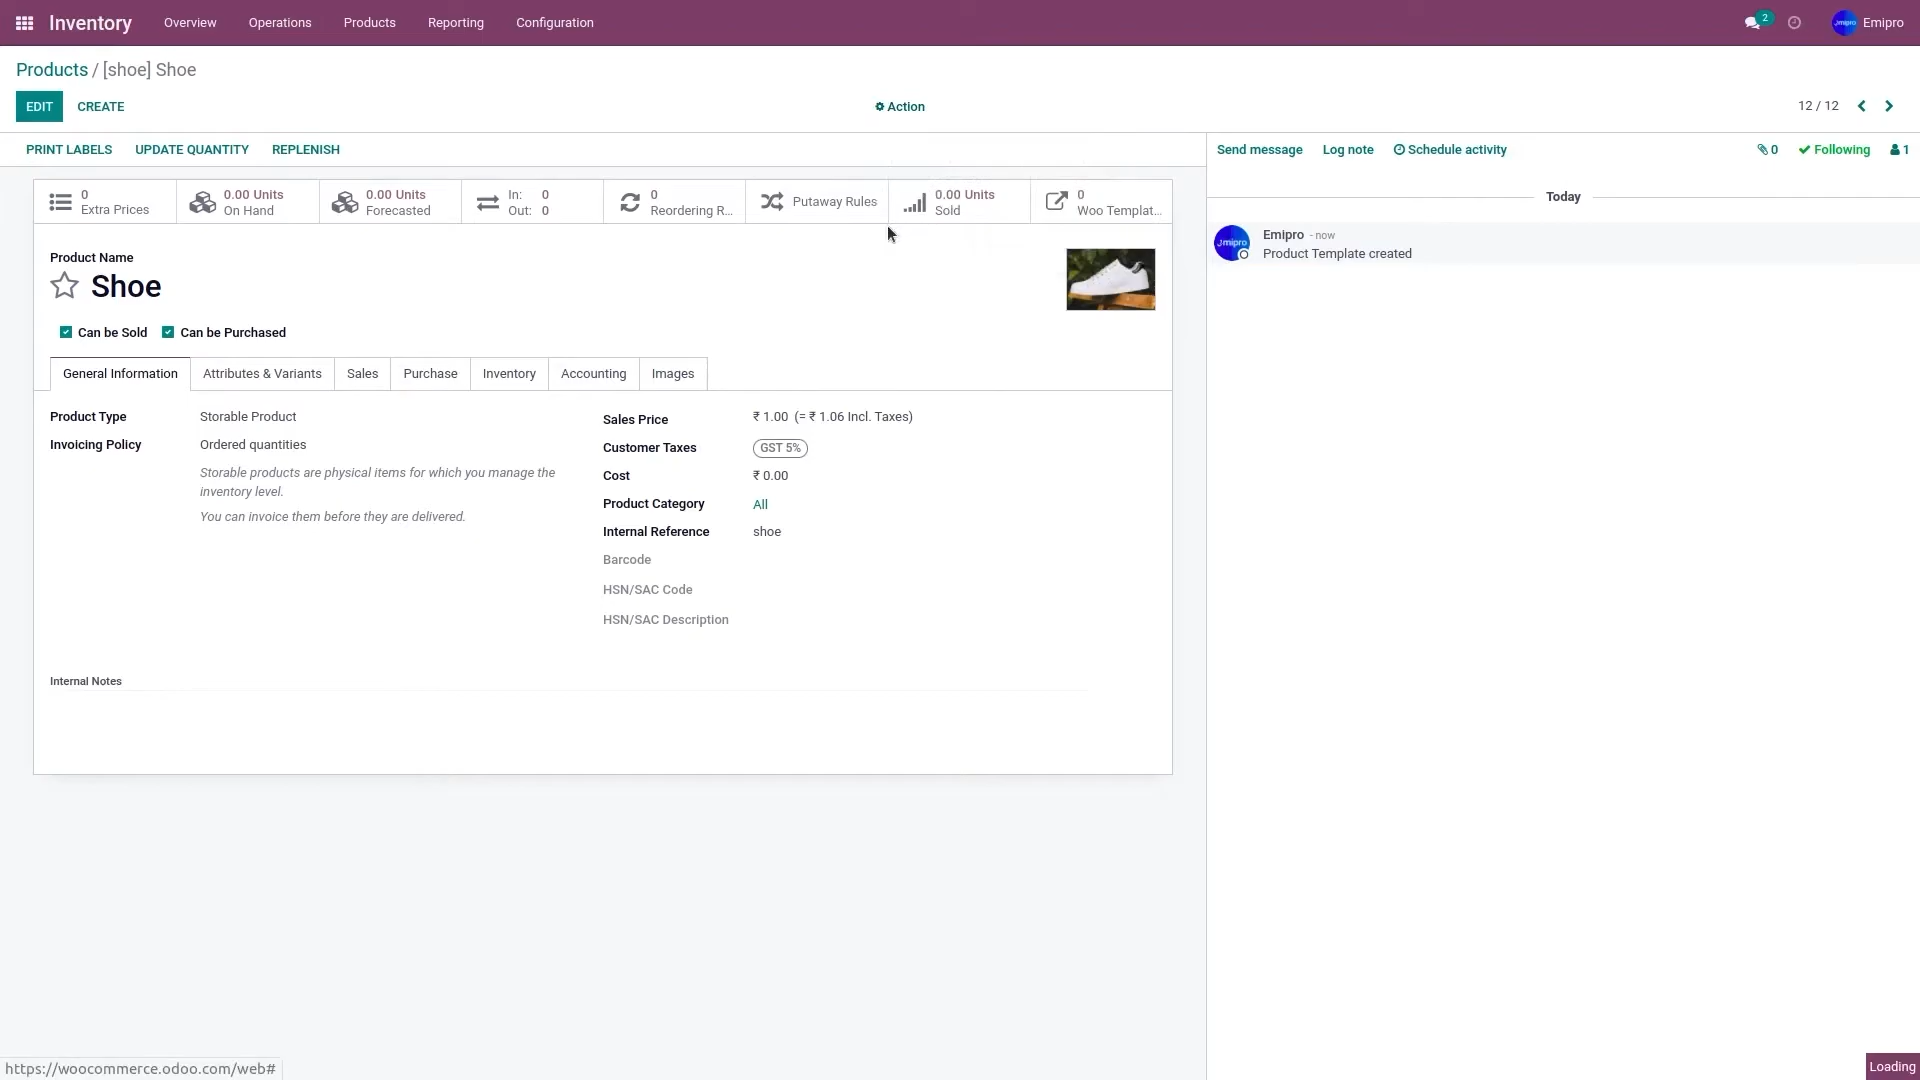 Inventory Overview Operations Products Reporting Configuration 2 Emipro
Products / [shoe] Shoe
EDIT CREATE Action 12 / 12
PRINT LABELS UPDATE QUANTITY REPLENISH
0
Extra Prices
0.00 Units
On Hand
0.00 Units
Forecasted
In: 0
Out: 0
0
Reordering R...
Putaway Rules
0.00 Units
Sold
0
Woo Templat...
Product Name
Shoe
Can be Sold Can be Purchased
General Information Attributes & Variants Sales Purchase Inventory Accounting Images
Product Type Storable Product
Invoicing Policy Ordered quantities
Storable products are physical items for which you manage the
inventory level.
You can invoice them before they are delivered.
Sales Price ₹ 1.00 (= ₹ 1.06 Incl. Taxes)
Customer Taxes GST 5%
Cost ₹ 0.00
Product Category All
Internal Reference shoe
Barcode
HSN/SAC Code
HSN/SAC Description
Internal Notes
Send message Log note Schedule activity 0 Following 1
Today
Emipro - now
Product Template created
https://woocommerce.odoo.com/web#
Loading